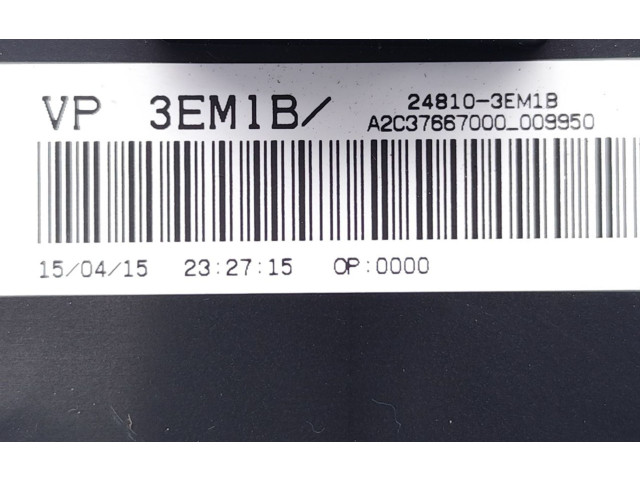 VP 3EM1B/ 24810-3EM1B
A2C37667000_009950
15/04/15 23:27:15 OP:0000